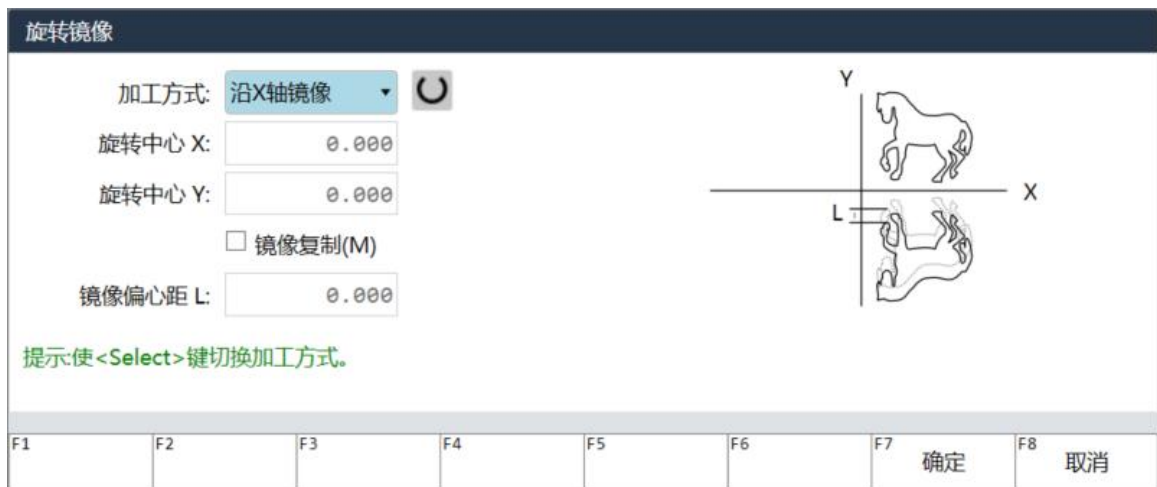 旋转镜像
加工方式: 沿X轴镜像
旋转中心 X: 0.000
旋转中心 Y: 0.000
镜像复制(M)
镜像偏心距 L: 0.000
提示:使<Select>键切换加工方式。
Y
X
L
F1 F2 F3 F4 F5 F6 F7 确定 F8 取消